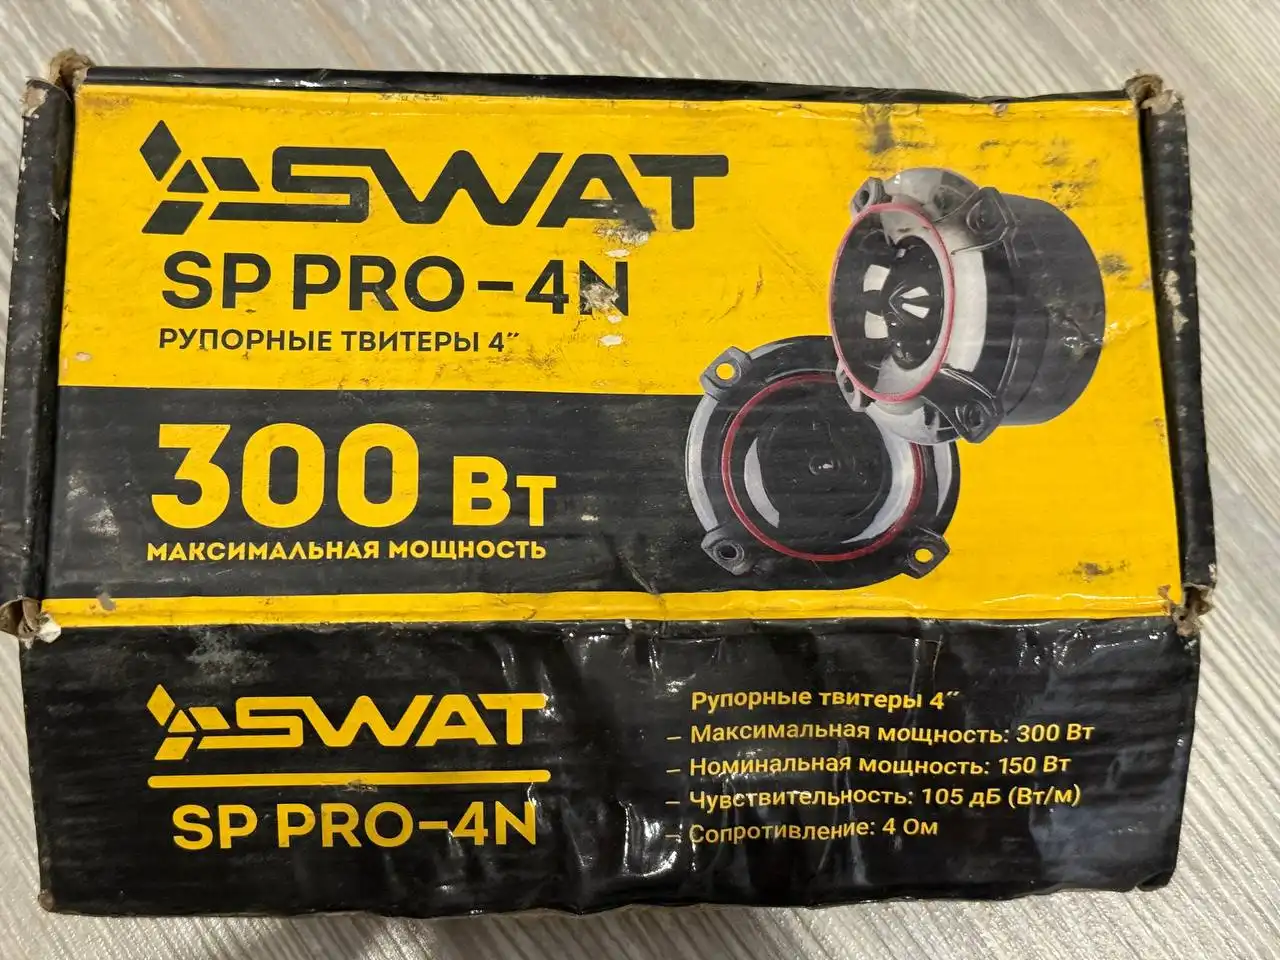 SWAT
SP PRO-4N
РУПОРНЫЕ ТВИТЕРЫ 4″
300 Вт
МАКСИМАЛЬНАЯ МОЩНОСТЬ
SWAT
SP PRO-4N
Рупорные твитеры 4″
– Максимальная мощность: 300 Вт
– Номинальная мощность: 150 Вт
– Чувствительность: 105 дБ (Вт/м)
– Сопротивление: 4 Ом